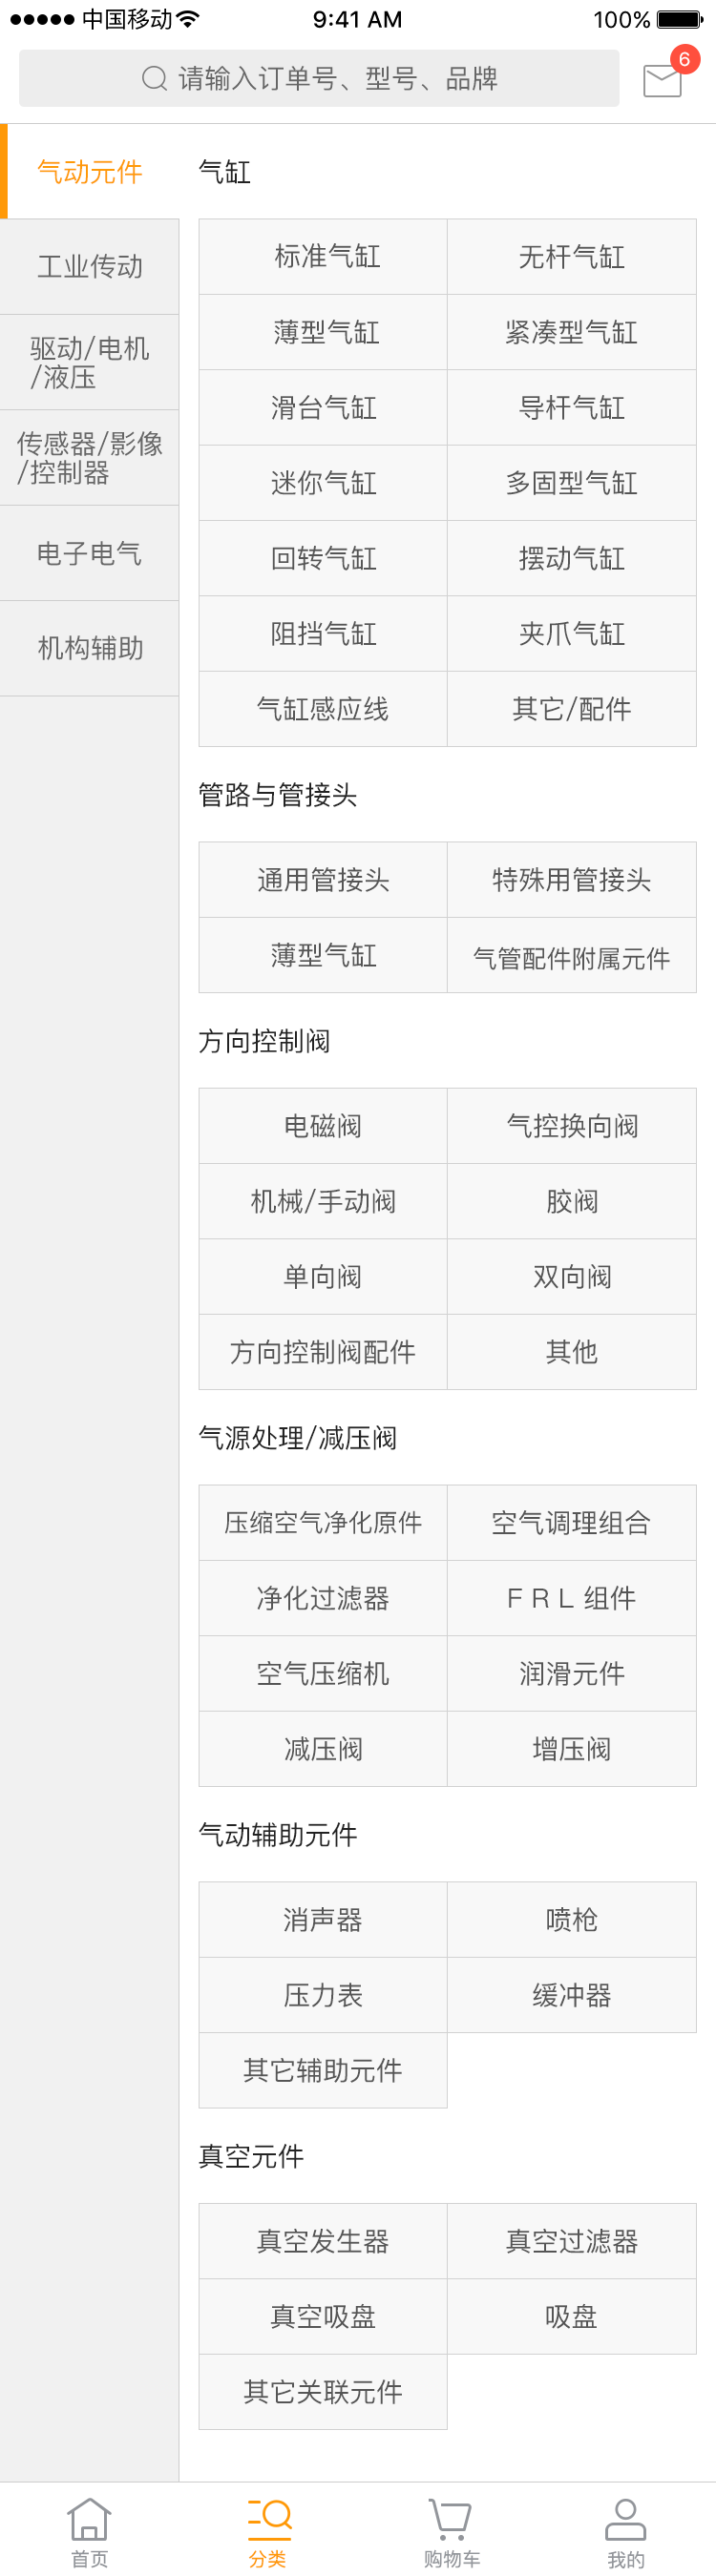 中国移动 9:41 AM 100%
请输入订单号、型号、品牌
6
气动元件
工业传动
驱动/电机
/液压
传感器/影像
/控制器
电子电气
机构辅助
气缸
标准气缸 无杆气缸
薄型气缸 紧凑型气缸
滑台气缸 导杆气缸
迷你气缸 多固型气缸
回转气缸 摆动气缸
阻挡气缸 夹爪气缸
气缸感应线 其它/配件
管路与管接头
通用管接头 特殊用管接头
薄型气缸 气管配件附属元件
方向控制阀
电磁阀 气控换向阀
机械/手动阀 胶阀
单向阀 双向阀
方向控制阀配件 其他
气源处理/减压阀
压缩空气净化原件 空气调理组合
净化过滤器 F R L 组件
空气压缩机 润滑元件
减压阀 增压阀
气动辅助元件
消声器 喷枪
压力表 缓冲器
其它辅助元件
真空元件
真空发生器 真空过滤器
真空吸盘 吸盘
其它关联元件
首页 分类 购物车 我的